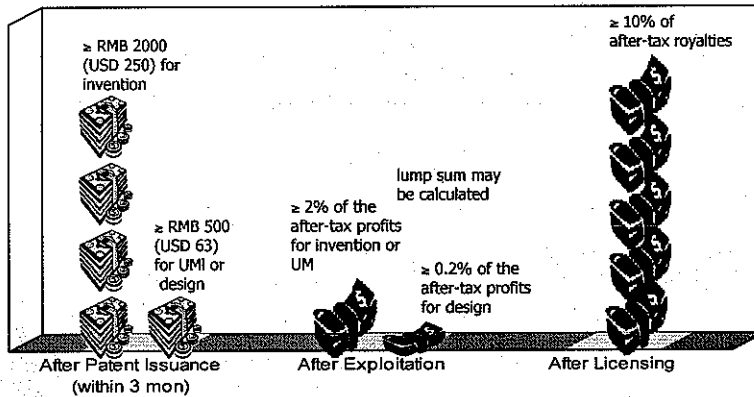 ≥ RMB 2000
(USD 250) for
invention
≥ RMB 500
(USD 63)
for UMI or
design
After Patent Issuance
(within 3 mon)
≥ 2% of the
after-tax profits
for invention or
UM
lump sum may
be calculated
≥ 0.2% of the
after-tax profits
for design
After Exploitation
≥ 10% of
after-tax royalties
After Licensing